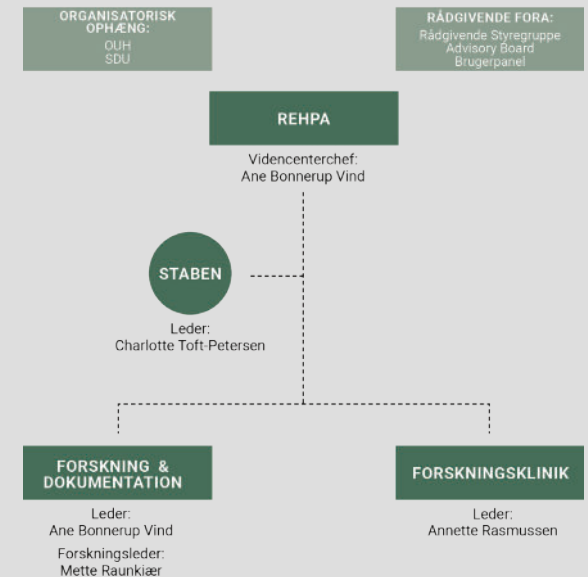 ORGANISATORISK
OPHÆNG:
OUH
SDU
RÅDGIVENDE FORA:
Rådgivende Styregruppe
Advisory Board
Brugerpanel
REHPA
Videncenterchef:
Ane Bonnerup Vind
STABEN
Leder:
Charlotte Toft-Petersen
FORSKNING &
DOKUMENTATION
Leder:
Ane Bonnerup Vind
Forskningsleder:
Mette Raunkiær
FORSKNINGSKLINIK
Leder:
Annette Rasmussen